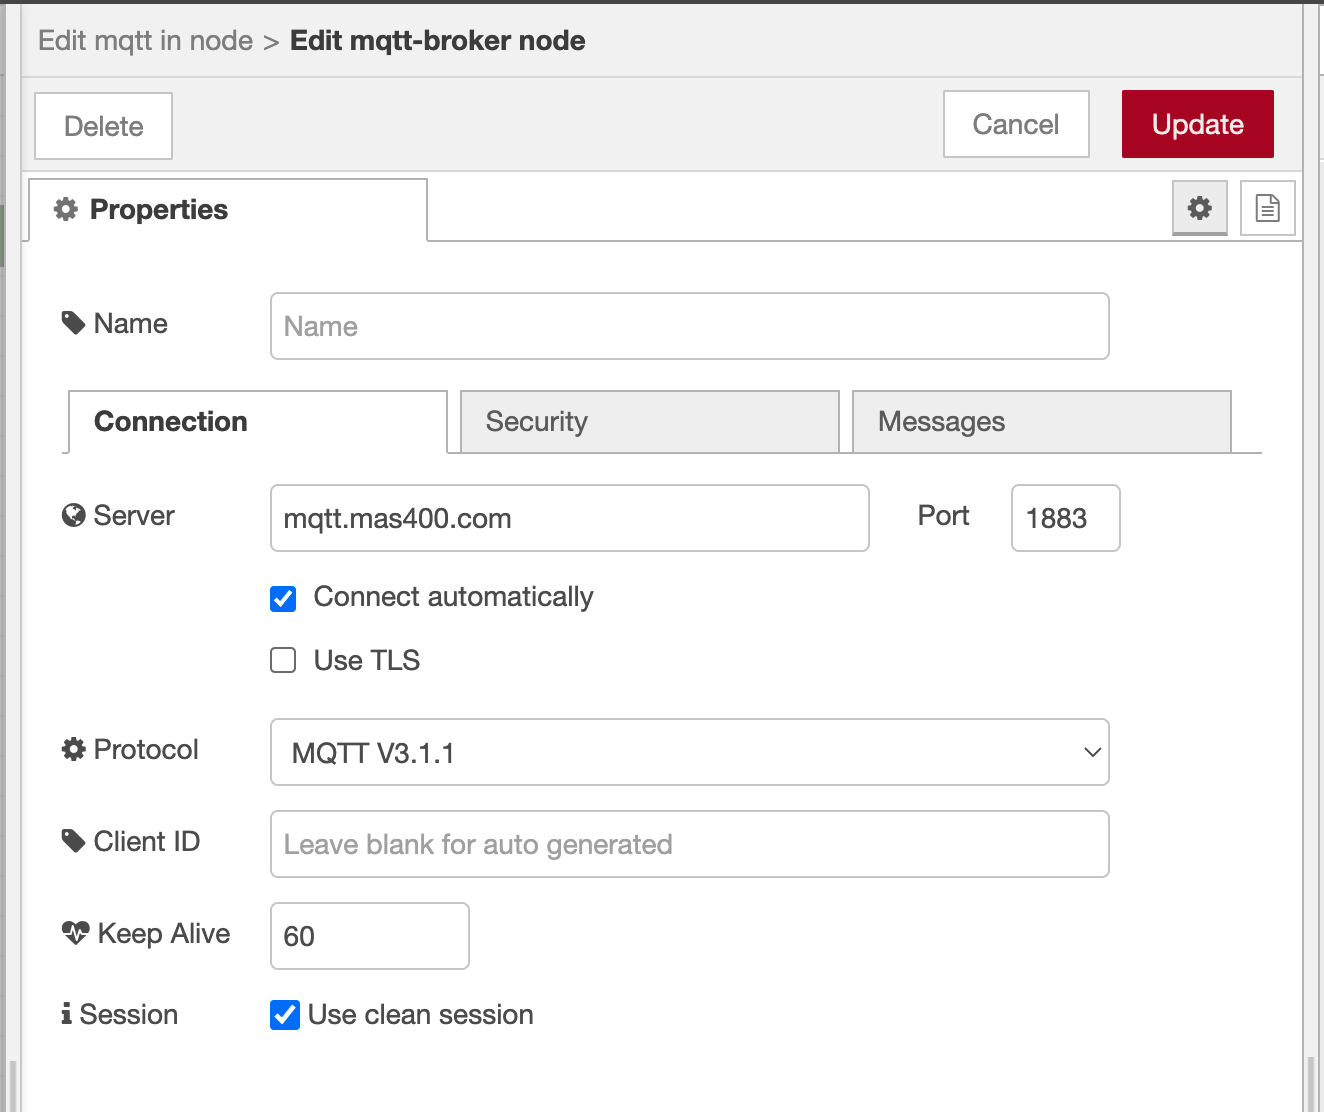 Edit mqtt in node > Edit mqtt-broker node
Delete
Cancel
Update
Properties
Name
Name
Connection
Security
Messages
Server
mqtt.mas400.com
Port
1883
Connect automatically
Use TLS
Protocol
MQTT V3.1.1
Client ID
Leave blank for auto generated
Keep Alive
60
Session
Use clean session